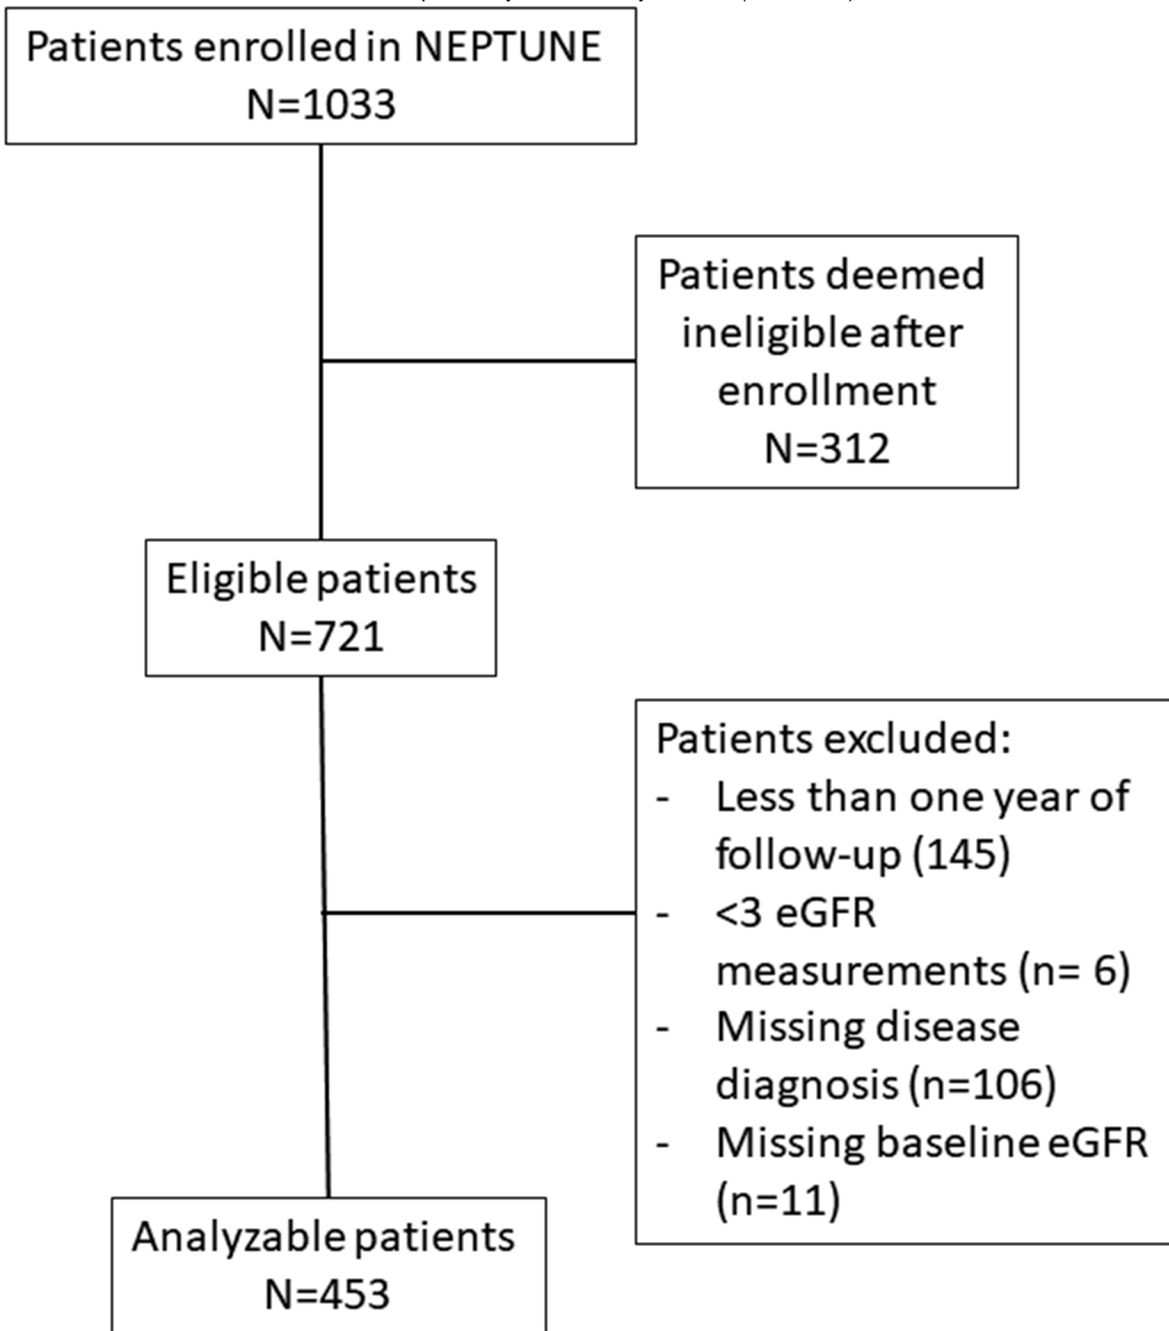 Patients enrolled in NEPTUNE
N=1033
Patients deemed
ineligible after
enrollment
N=312
Eligible patients
N=721
Patients excluded:
- Less than one year of
follow-up (145)
- <3 eGFR
measurements (n= 6)
- Missing disease
diagnosis (n=106)
- Missing baseline eGFR
(n=11)
Analyzable patients
N=453